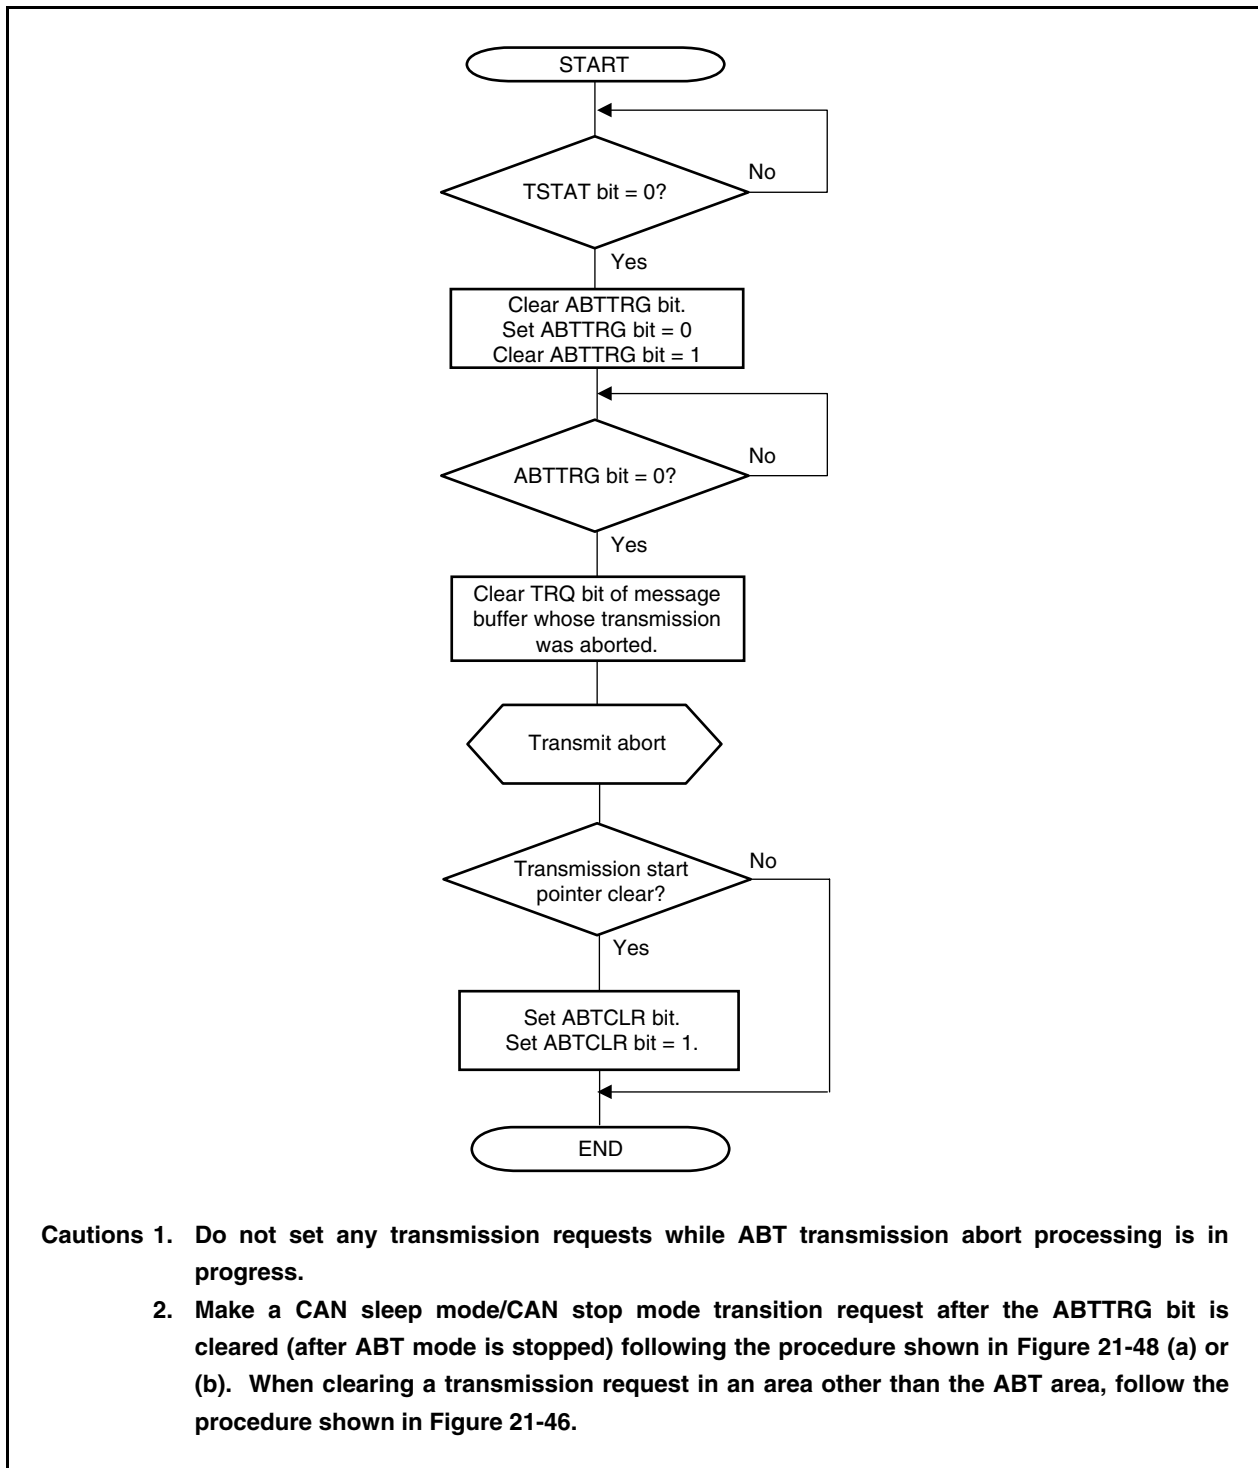 START
No
TSTAT bit = 0?
Yes
Clear ABTTRG bit.
Set ABTTRG bit = 0
Clear ABTTRG bit = 1
No
ABTTRG bit = 0?
Yes
Clear TRQ bit of message
buffer whose transmission
was aborted.
Transmit abort
No
Transmission start
pointer clear?
Yes
Set ABTCLR bit.
Set ABTCLR bit = 1.
END
Cautions 1. Do not set any transmission requests while ABT transmission abort processing is in
progress.
2. Make a CAN sleep mode/CAN stop mode transition request after the ABTTRG bit is
cleared (after ABT mode is stopped) following the procedure shown in Figure 21-48 (a) or
(b). When clearing a transmission request in an area other than the ABT area, follow the
procedure shown in Figure 21-46.